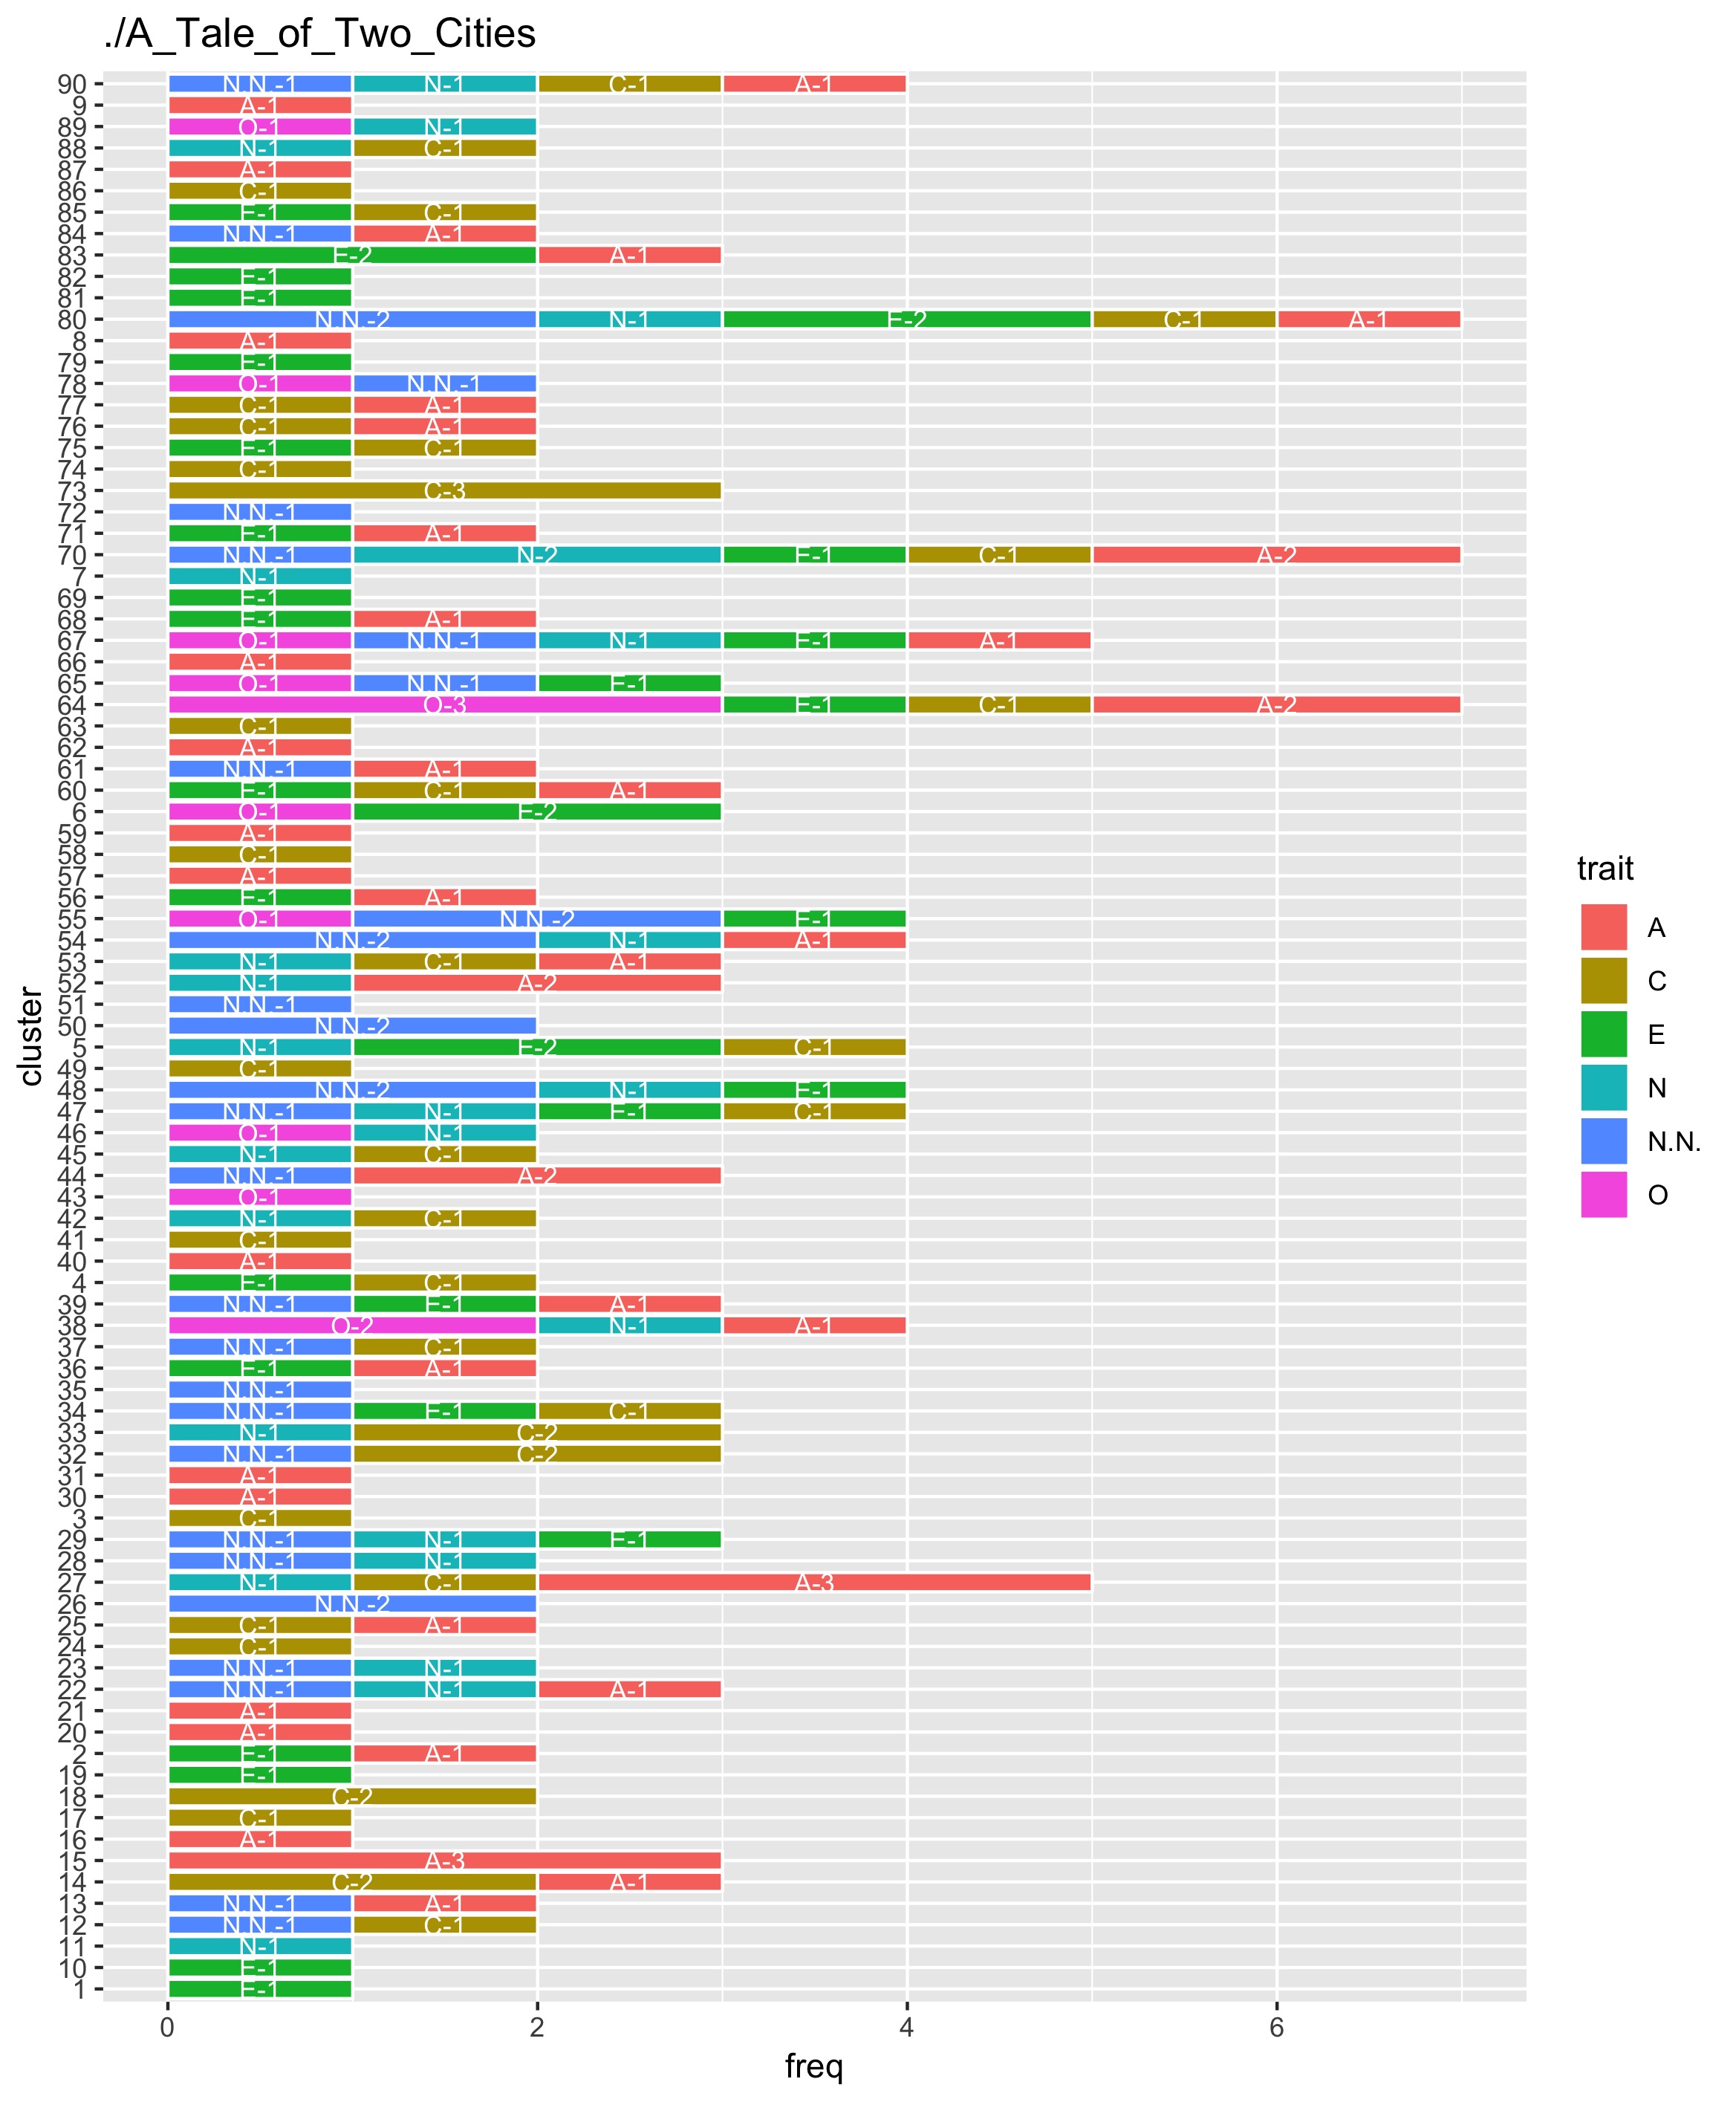 ./A_Tale_of_Two_Cities
90 N.N.-1 N-1 C-1 A-1
9 A-1
89 O-1 N-1
88 N-1 C-1
87 A-1
86 C-1
85 E-1 C-1
84 N.N.-1 A-1
83 E-2 A-1
82 E-1
81 E-1
80 N.N.-2 N-1 E-2 C-1 A-1
8 A-1
79 E-1
78 O-1 N.N.-1
77 C-1 A-1
76 C-1 A-1
75 E-1 C-1
74 C-1
73 C-3
72 N.N.-1
71 E-1 A-1
70 N.N.-1 N-2 E-1 C-1 A-2
7 N-1
69 E-1
68 E-1 A-1
67 O-1 N.N.-1 N-1 E-1 A-1
66 A-1
65 O-1 N.N.-1 E-1
64 O-3 E-1 C-1 A-2
63 C-1
62 A-1
61 N.N.-1 A-1
60 E-1 C-1 A-1
6 O-1 E-2
59 A-1
58 C-1
57 A-1
56 E-1 A-1
55 O-1 N.N.-2 E-1
54 N.N.-2 N-1 A-1
53 N-1 C-1 A-1
52 N-1 A-2
51 N.N.-1
50 N.N.-2
5 N-1 E-2 C-1
49 C-1
48 N.N.-2 N-1 E-1
47 N.N.-1 N-1 E-1 C-1
46 O-1 N-1
45 N-1 C-1
44 N.N.-1 A-2
43 O-1
42 N-1 C-1
41 C-1
40 A-1
4 E-1 C-1
39 N.N.-1 E-1 A-1
38 O-2 N-1 A-1
37 N.N.-1 C-1
36 E-1 A-1
35 N.N.-1
34 N.N.-1 E-1 C-1
33 N-1 C-2
32 N.N.-1 C-2
31 A-1
30 A-1
3 C-1
29 N.N.-1 N-1 E-1
28 N.N.-1 N-1
27 N-1 C-1 A-3
26 N.N.-2
25 C-1 A-1
24 C-1
23 N.N.-1 N-1
22 N.N.-1 N-1 A-1
21 A-1
20 A-1
2 E-1 A-1
19 E-1
18 C-2
17 C-1
16 A-1
15 A-3
14 C-2 A-1
13 N.N.-1 A-1
12 N.N.-1 C-1
11 N-1
10 E-1
1 E-1
0 2 4 6
freq
cluster
trait
A
C
E
N
N.N.
O